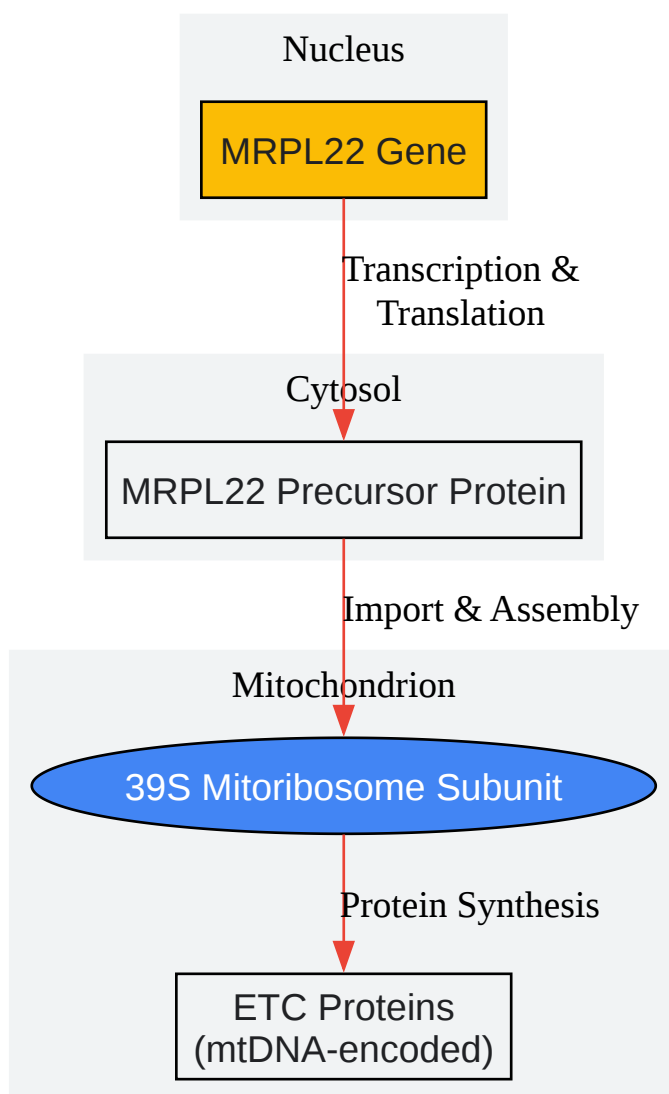 Nucleus
MRPL22 Gene
Transcription &
Translation
Cytosol
MRPL22 Precursor Protein
Import & Assembly
Mitochondrion
39S Mitoribosome Subunit
Protein Synthesis
ETC Proteins
(mtDNA-encoded)